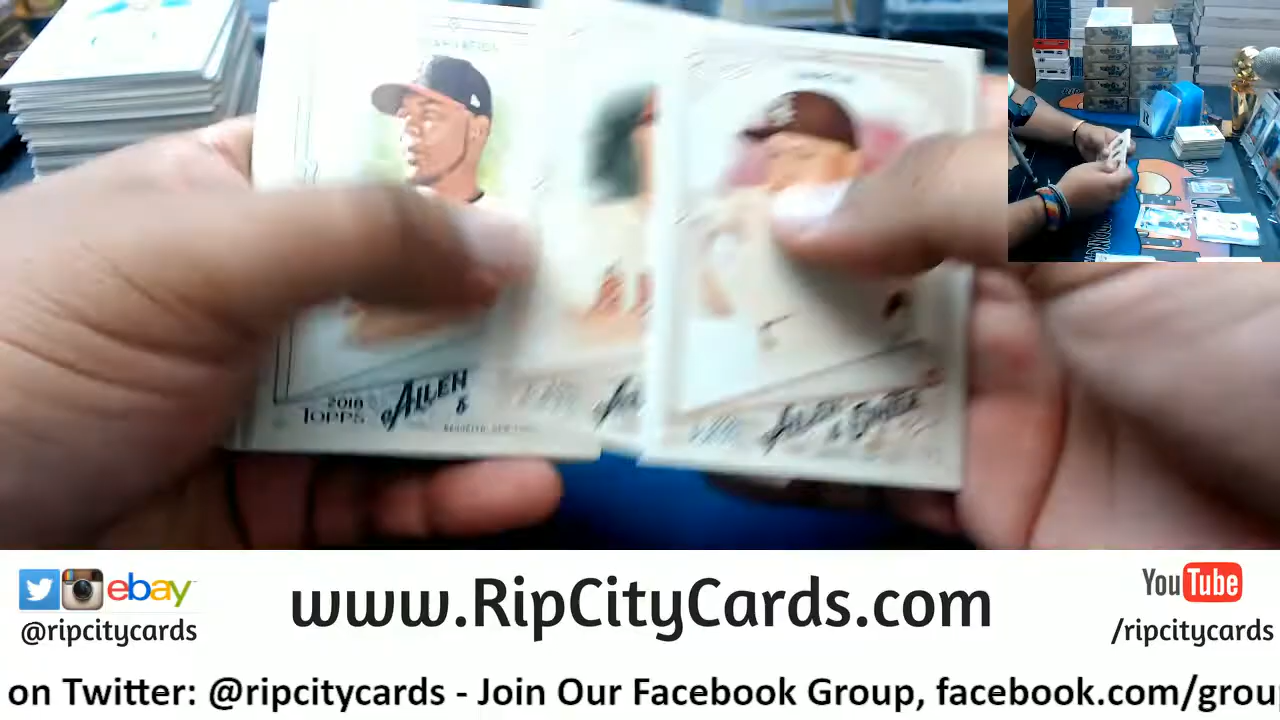 2018
TOPPS
ALLEN
&
ebay
@ripcitycards
www.RipCityCards.com
YouTube
/ripcitycards
on Twitter: @ripcitycards - Join Our Facebook Group, facebook.com/grou